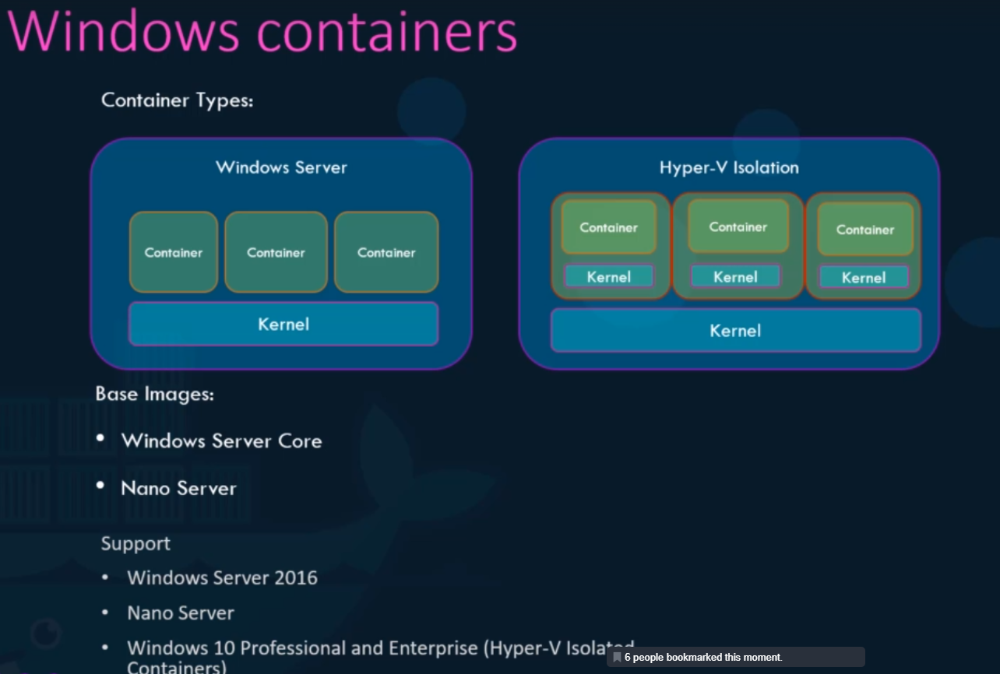 Windows containers
Container Types:
Windows Server
Container Container Container
Kernel
Hyper-V Isolation
Container Container Container
Kernel Kernel Kernel
Kernel
Base Images:
• Windows Server Core
• Nano Server
Support
• Windows Server 2016
• Nano Server
• Windows 10 Professional and Enterprise (Hyper-V Isolated
Containers)
6 people bookmarked this moment.